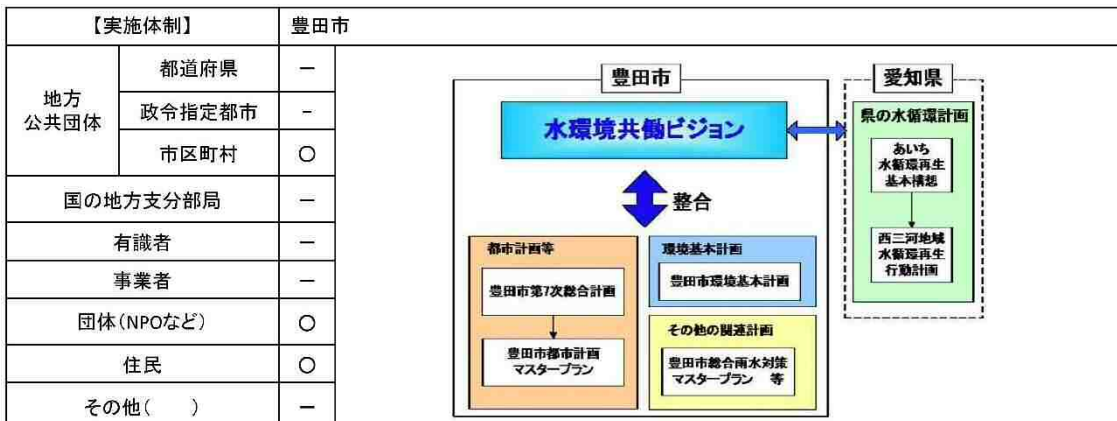 【実施体制】
豊田市
地方
公共団体
都道府県
―
政令指定都市
-
市区町村
○
国の地方支分部局
―
有識者
―
事業者
―
団体(NPOなど)
○
住民
○
その他(　　)
―
豊田市
水環境共働ビジョン
整合
都市計画等
豊田市第7次総合計画
豊田市都市計画
マスタープラン
環境基本計画
豊田市環境基本計画
その他の関連計画
豊田市総合雨水対策
マスタープラン　等
愛知県
県の水循環計画
あいち
水循環再生
基本構想
西三河地域
水循環再生
行動計画